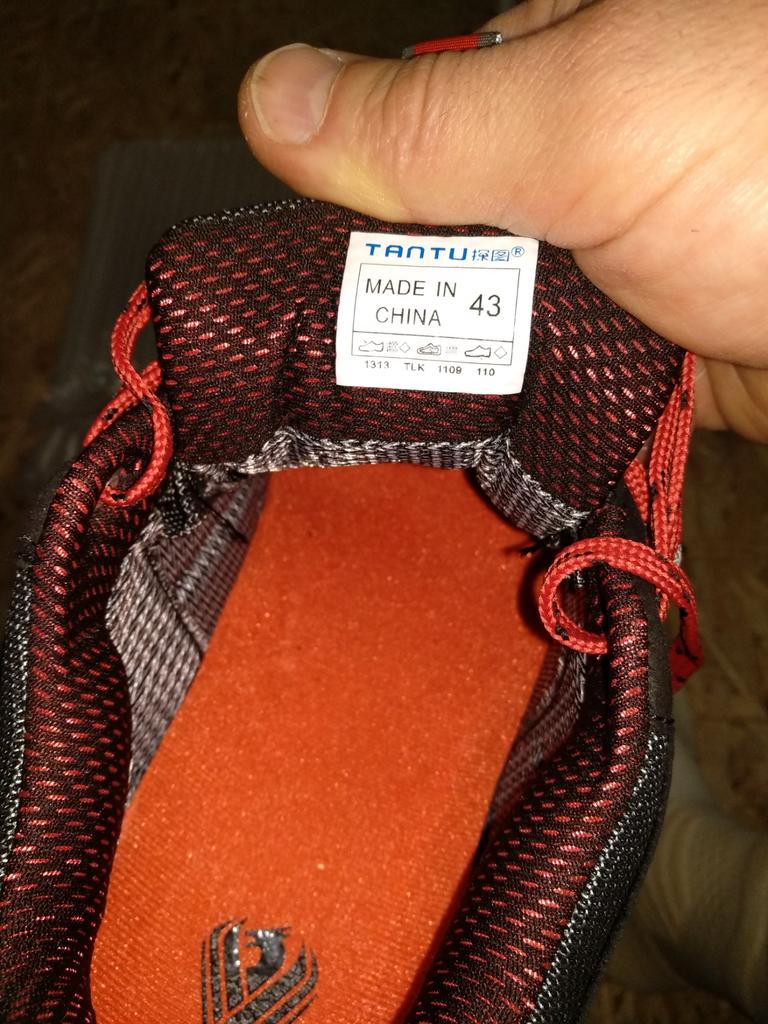 TANTU探图®
MADE IN
CHINA
43
1313 TLK 1109 110